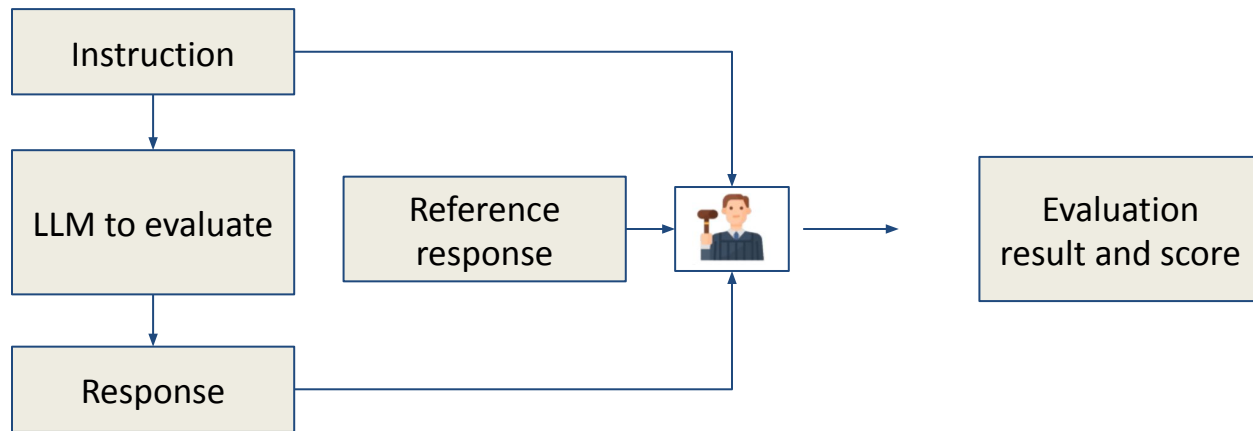 Instruction
LLM to evaluate
Reference
response
Evaluation
result and score
Response